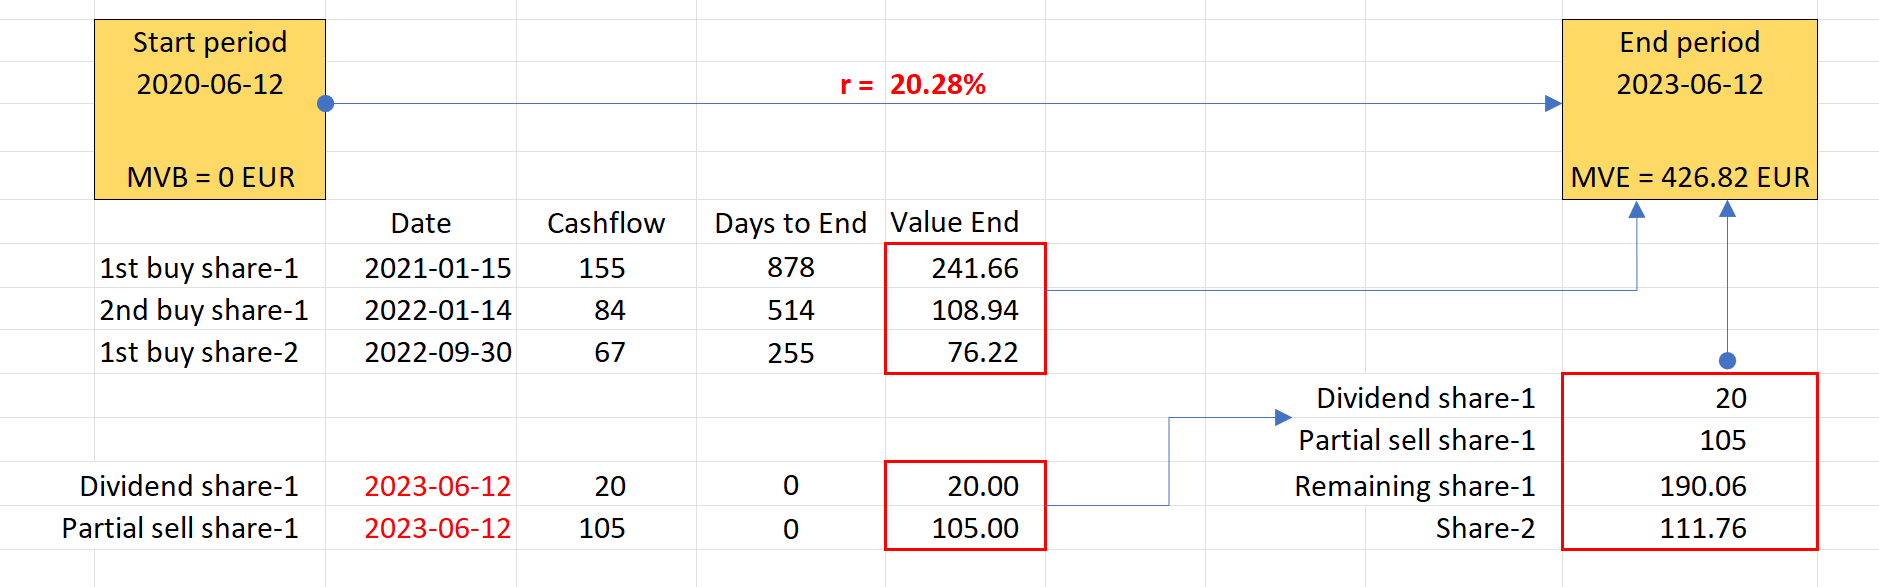 Start period
2020-06-12
MVB = 0 EUR
r = 20.28%
End period
2023-06-12
MVE = 426.82 EUR
Date Cashflow Days to End Value End
1st buy share-1 2021-01-15 155 878 241.66
2nd buy share-1 2022-01-14 84 514 108.94
1st buy share-2 2022-09-30 67 255 76.22
Dividend share-1 20
Partial sell share-1 105
Dividend share-1 2023-06-12 20 0 20.00 Remaining share-1 190.06
Partial sell share-1 2023-06-12 105 0 105.00 Share-2 111.76